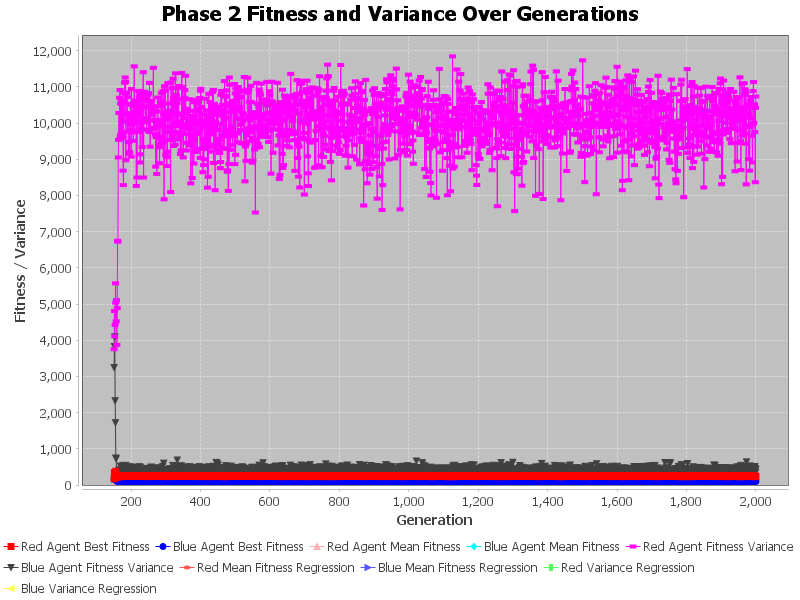 Phase 2 Fitness and Variance Over Generations
12,000
11,000
10,000
9,000
8,000
7,000
6,000
5,000
4,000
3,000
2,000
1,000
0
Fitness / Variance
200 400 600 800 1,000 1,200 1,400 1,600 1,800 2,000
Generation
Red Agent Best Fitness Blue Agent Best Fitness Red Agent Mean Fitness Blue Agent Mean Fitness Red Agent Fitness Variance
Blue Agent Fitness Variance Red Mean Fitness Regression Blue Mean Fitness Regression Red Variance Regression
Blue Variance Regression